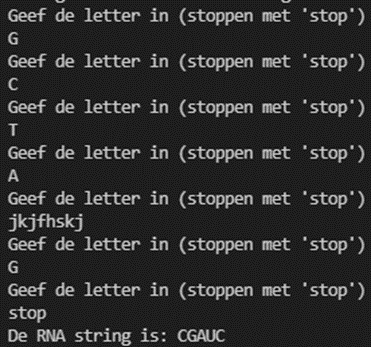 Geef de letter in (stoppen met 'stop')
G
Geef de letter in (stoppen met 'stop')
C
Geef de letter in (stoppen met 'stop')
T
Geef de letter in (stoppen met 'stop')
A
Geef de letter in (stoppen met 'stop')
jkjfhskj
Geef de letter in (stoppen met 'stop')
G
Geef de letter in (stoppen met 'stop')
stop
De RNA string is: CGAUC